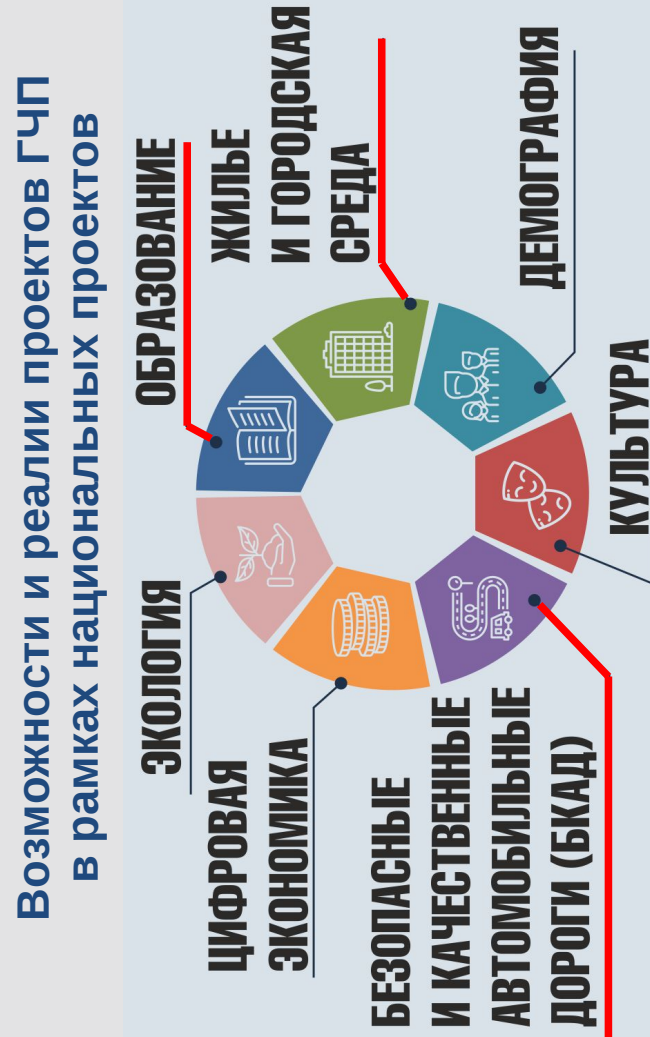 Возможности и реалии проектов ГЧП
в рамках национальных проектов
ОБРАЗОВАНИЕ
ЖИЛЬЕ
И ГОРОДСКАЯ
СРЕДА
ДЕМОГРАФИЯ
КУЛЬТУРА
БЕЗОПАСНЫЕ
И КАЧЕСТВЕННЫЕ
АВТОМОБИЛЬНЫЕ
ДОРОГИ (БКАД)
ЦИФРОВАЯ
ЭКОНОМИКА
ЭКОЛОГИЯ